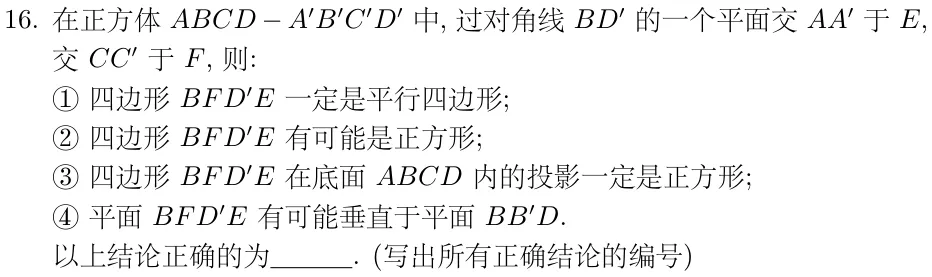 16. 在正方体 ABCD − A′B′C′D′ 中, 过对角线 BD′ 的一个平面交 AA′ 于 E,
交 CC′ 于 F, 则:
① 四边形 BFD′E 一定是平行四边形;
② 四边形 BFD′E 有可能是正方形;
③ 四边形 BFD′E 在底面 ABCD 内的投影一定是正方形;
④ 平面 BFD′E 有可能垂直于平面 BB′D.
以上结论正确的为______. (写出所有正确结论的编号)